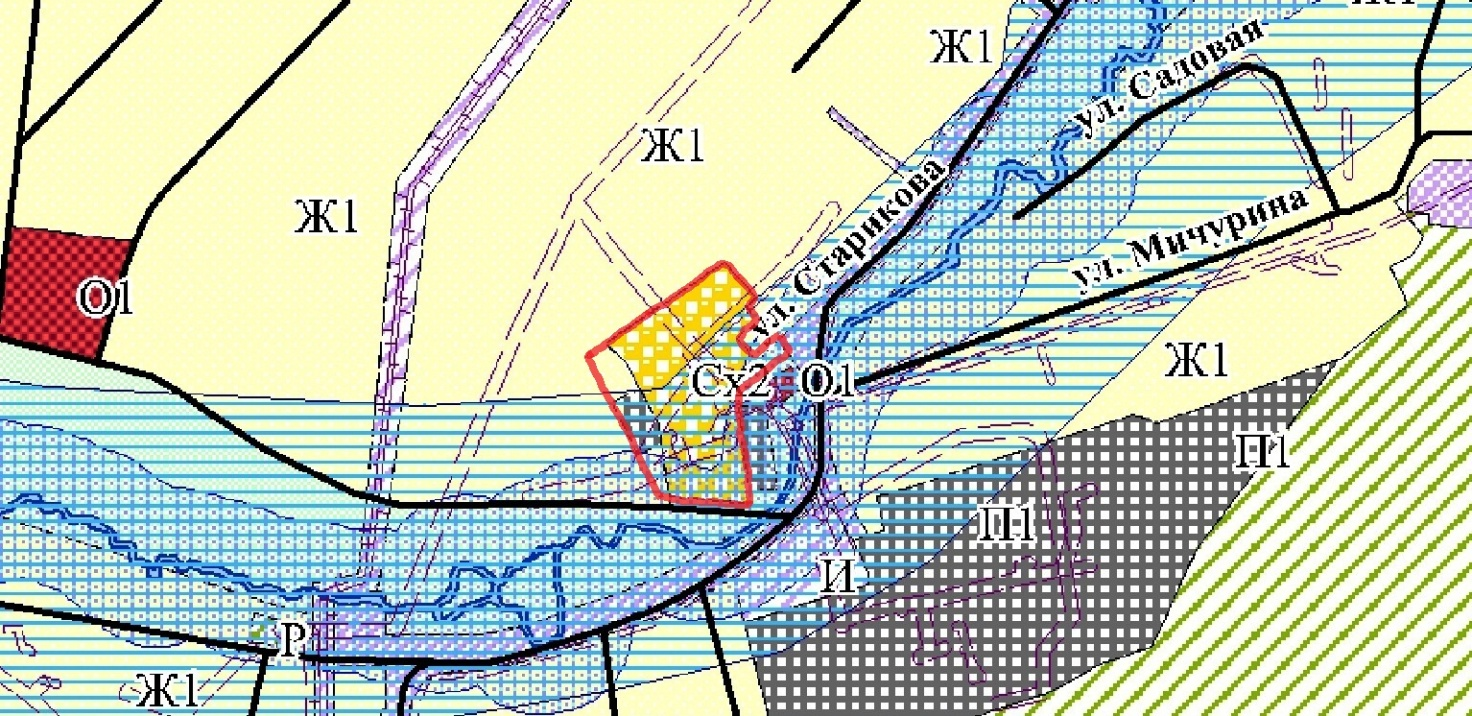 Ж1
ул. Садовая
Ж1
Ж1
ул. Старикова
ул. Мичурина
О1
Ж1
Сх2
О1
П1
П1
И
Р
Ж1